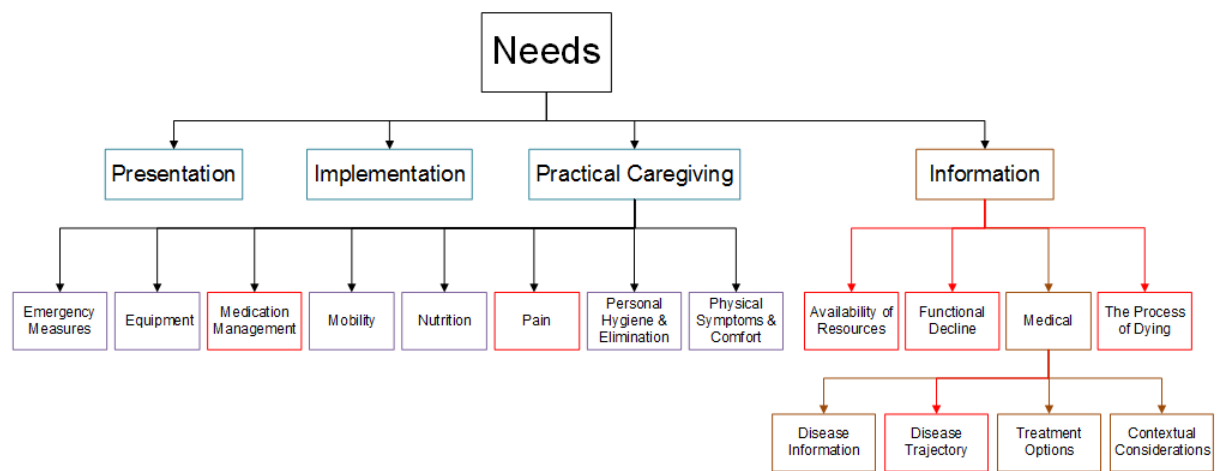 Needs
Presentation
Implementation
Practical Caregiving
Information
Emergency
Measures
Equipment
Medication
Management
Mobility
Nutrition
Pain
Personal
Hygiene &
Elimination
Physical
Symptoms &
Comfort
Availability of
Resources
Functional
Decline
Medical
The Process
of Dying
Disease
Information
Disease
Trajectory
Treatment
Options
Contextual
Considerations